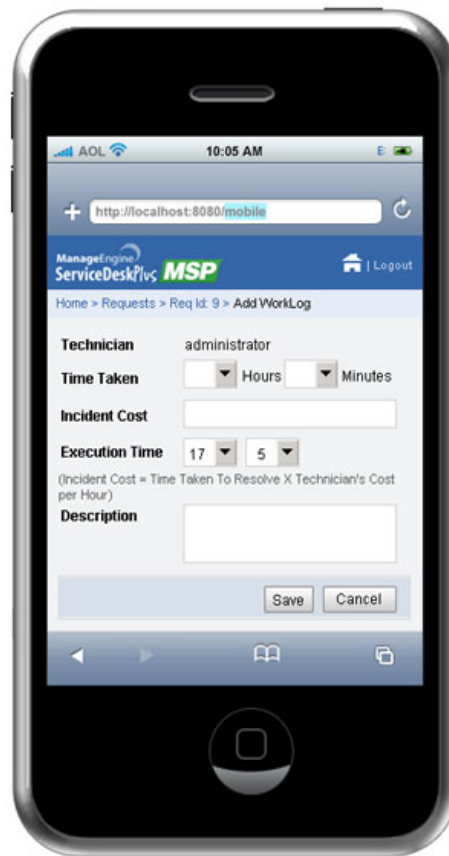 AOL 10:05 AM E
http://localhost:8080/mobile
ManageEngine
ServiceDesk Plus MSP | Logout
Home > Requests > Req Id: 9 > Add WorkLog
Technician administrator
Time Taken Hours Minutes
Incident Cost
Execution Time 17 5
(Incident Cost = Time Taken To Resolve X Technician's Cost
per Hour)
Description
Save Cancel